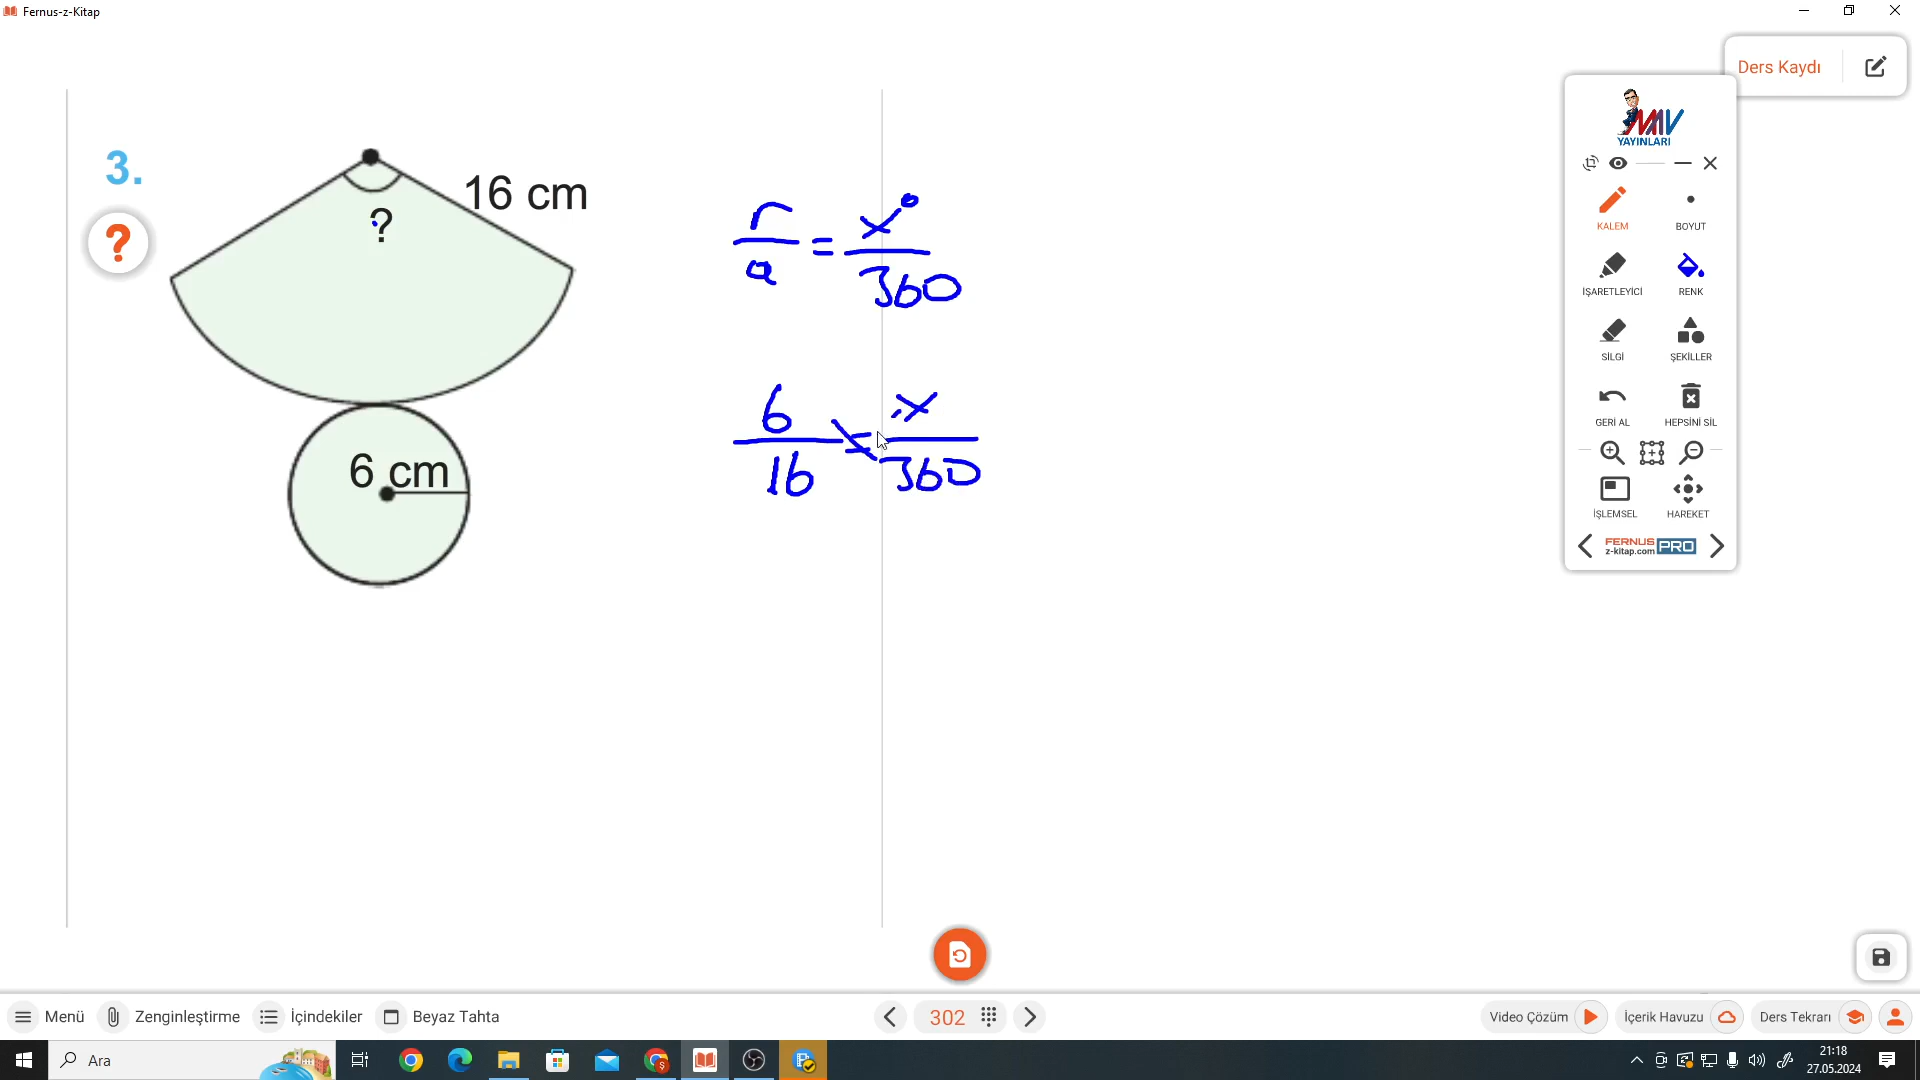 Fernus-z-Kitap
Ders Kaydı
3.
16 cm
?
?
6 cm
r/a = x°/360
6/16 = x/360
MAV
YAYINLARI
KALEM
BOYUT
İŞARETLEYİCİ
RENK
SİLGİ
ŞEKİLLER
GERİ AL
HEPSİNİ SİL
İŞLEMSEL
HAREKET
FERNUS
z-kitap.com PRO
Menü
Zenginleştirme
İçindekiler
Beyaz Tahta
302
Video Çözüm
İçerik Havuzu
Ders Tekrarı
Ara
21:18
27.05.2024